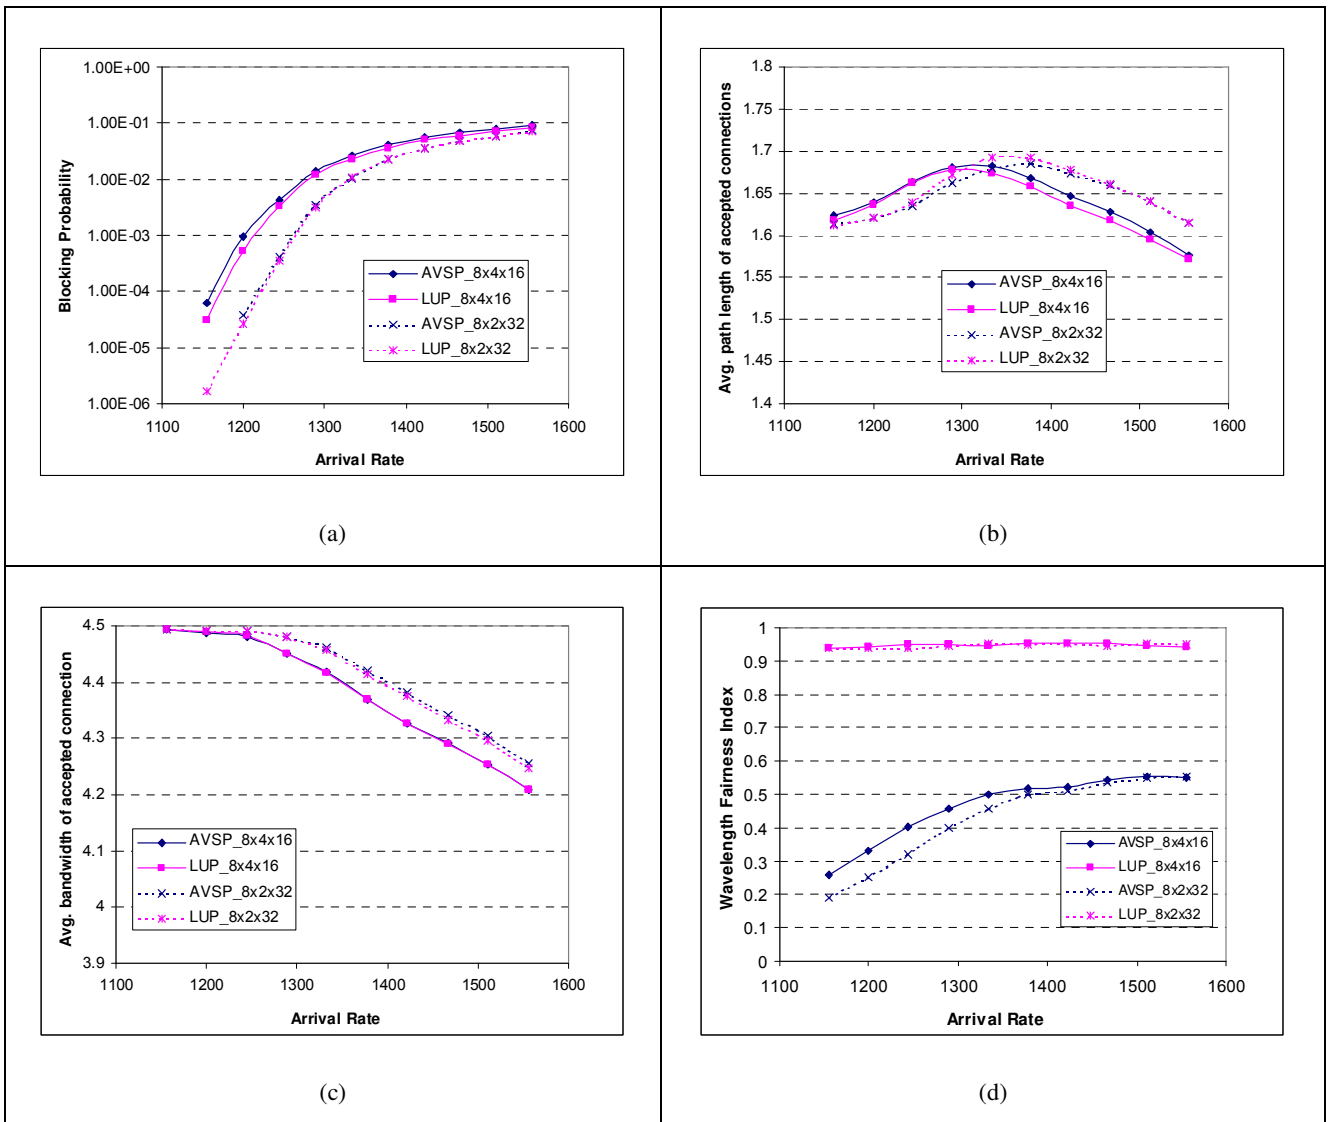 1.00E+00
1.00E-01
1.00E-02
1.00E-03
1.00E-04
1.00E-05
1.00E-06
Blocking Probability
AVSP_8x4x16
LUP_8x4x16
AVSP_8x2x32
LUP_8x2x32
1100 1200 1300 1400 1500 1600
Arrival Rate
(a)
1.8
1.75
1.7
1.65
1.6
1.55
1.5
1.45
1.4
Avg. path length of accepted connections
AVSP_8x4x16
LUP_8x4x16
AVSP_8x2x32
LUP_8x2x32
1100 1200 1300 1400 1500 1600
Arrival Rate
(b)
4.5
4.4
4.3
4.2
4.1
4
3.9
Avg. bandwidth of accepted connection
AVSP_8x4x16
LUP_8x4x16
AVSP_8x2x32
LUP_8x2x32
1100 1200 1300 1400 1500 1600
Arrival Rate
(c)
1
0.9
0.8
0.7
0.6
0.5
0.4
0.3
0.2
0.1
0
Wavelength Fairness Index
AVSP_8x4x16
LUP_8x4x16
AVSP_8x2x32
LUP_8x2x32
1100 1200 1300 1400 1500 1600
Arrival Rate
(d)